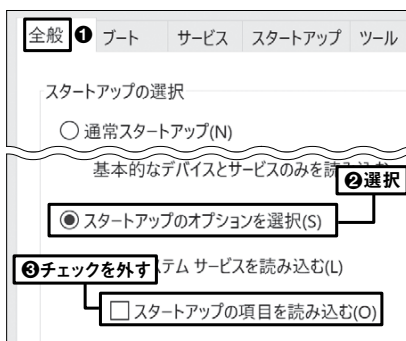 全般 ❶ ブート サービス スタートアップ ツール
スタートアップの選択
通常スタートアップ(N)
基本的なデバイスとサービスのみを読み込む
❷選択
スタートアップのオプションを選択(S)
❸チェックを外す テム サービスを読み込む(L)
スタートアップの項目を読み込む(O)